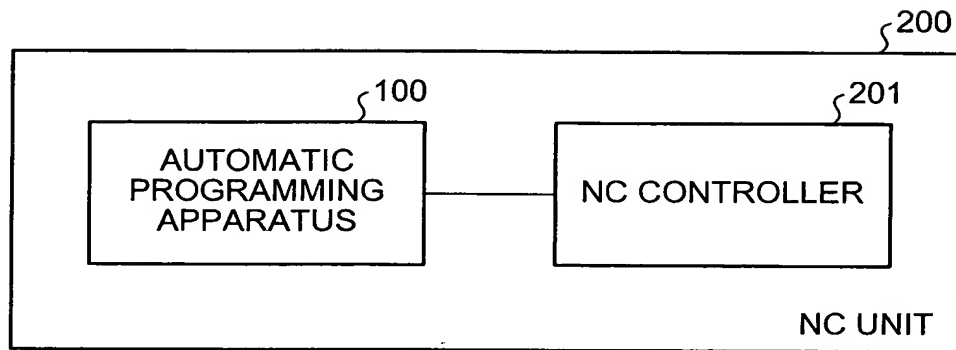 200
100
201
AUTOMATIC
PROGRAMMING
APPARATUS
NC CONTROLLER
NC UNIT